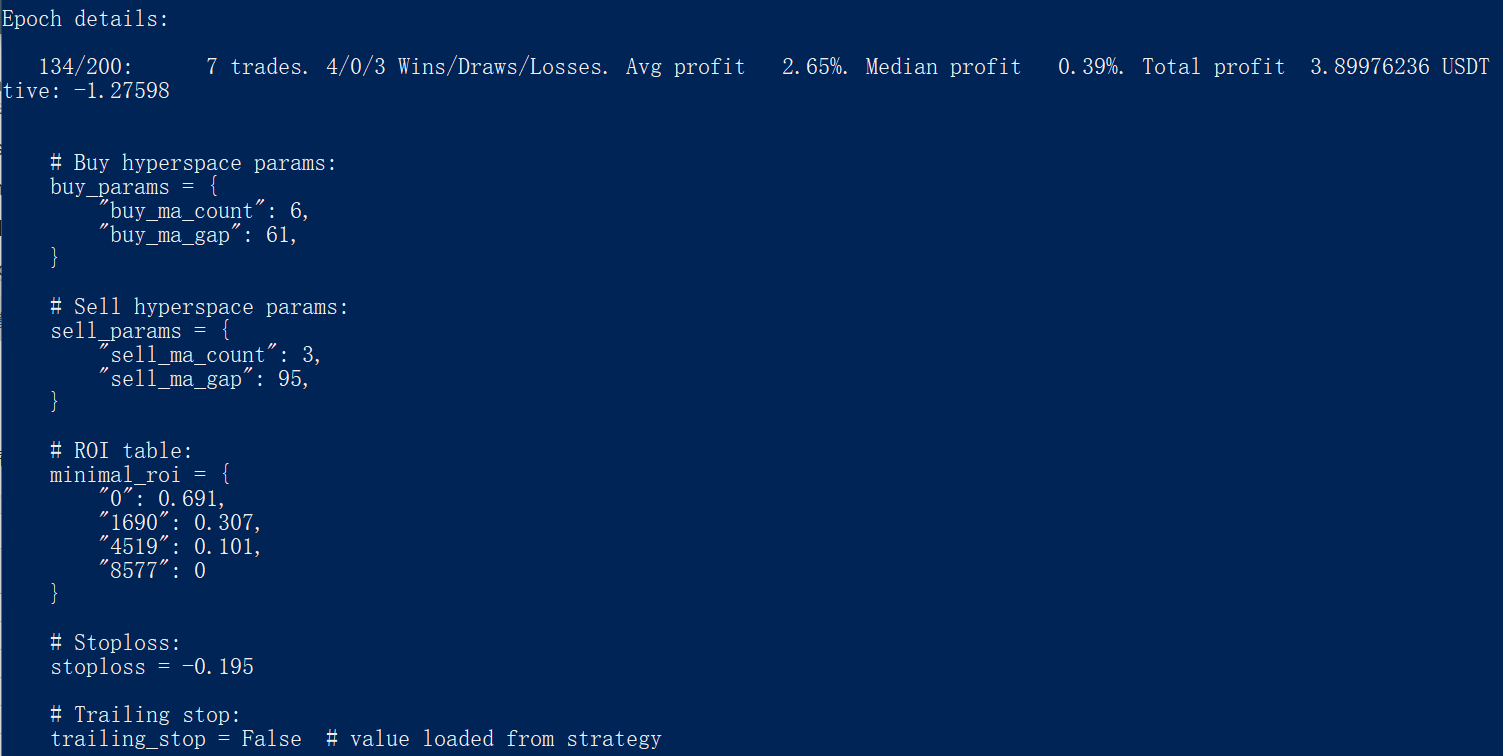 Epoch details:
134/200: 7 trades. 4/0/3 Wins/Draws/Losses. Avg profit 2.65%. Median profit 0.39%. Total profit 3.89976236 USDT
tive: -1.27598
# Buy hyperspace params:
buy_params = {
"buy_ma_count": 6,
"buy_ma_gap": 61,
}
# Sell hyperspace params:
sell_params = {
"sell_ma_count": 3,
"sell_ma_gap": 95,
}
# ROI table:
minimal_roi = {
"0": 0.691,
"1690": 0.307,
"4519": 0.101,
"8577": 0
}
# Stoploss:
stoploss = -0.195
# Trailing stop:
trailing_stop = False # value loaded from strategy